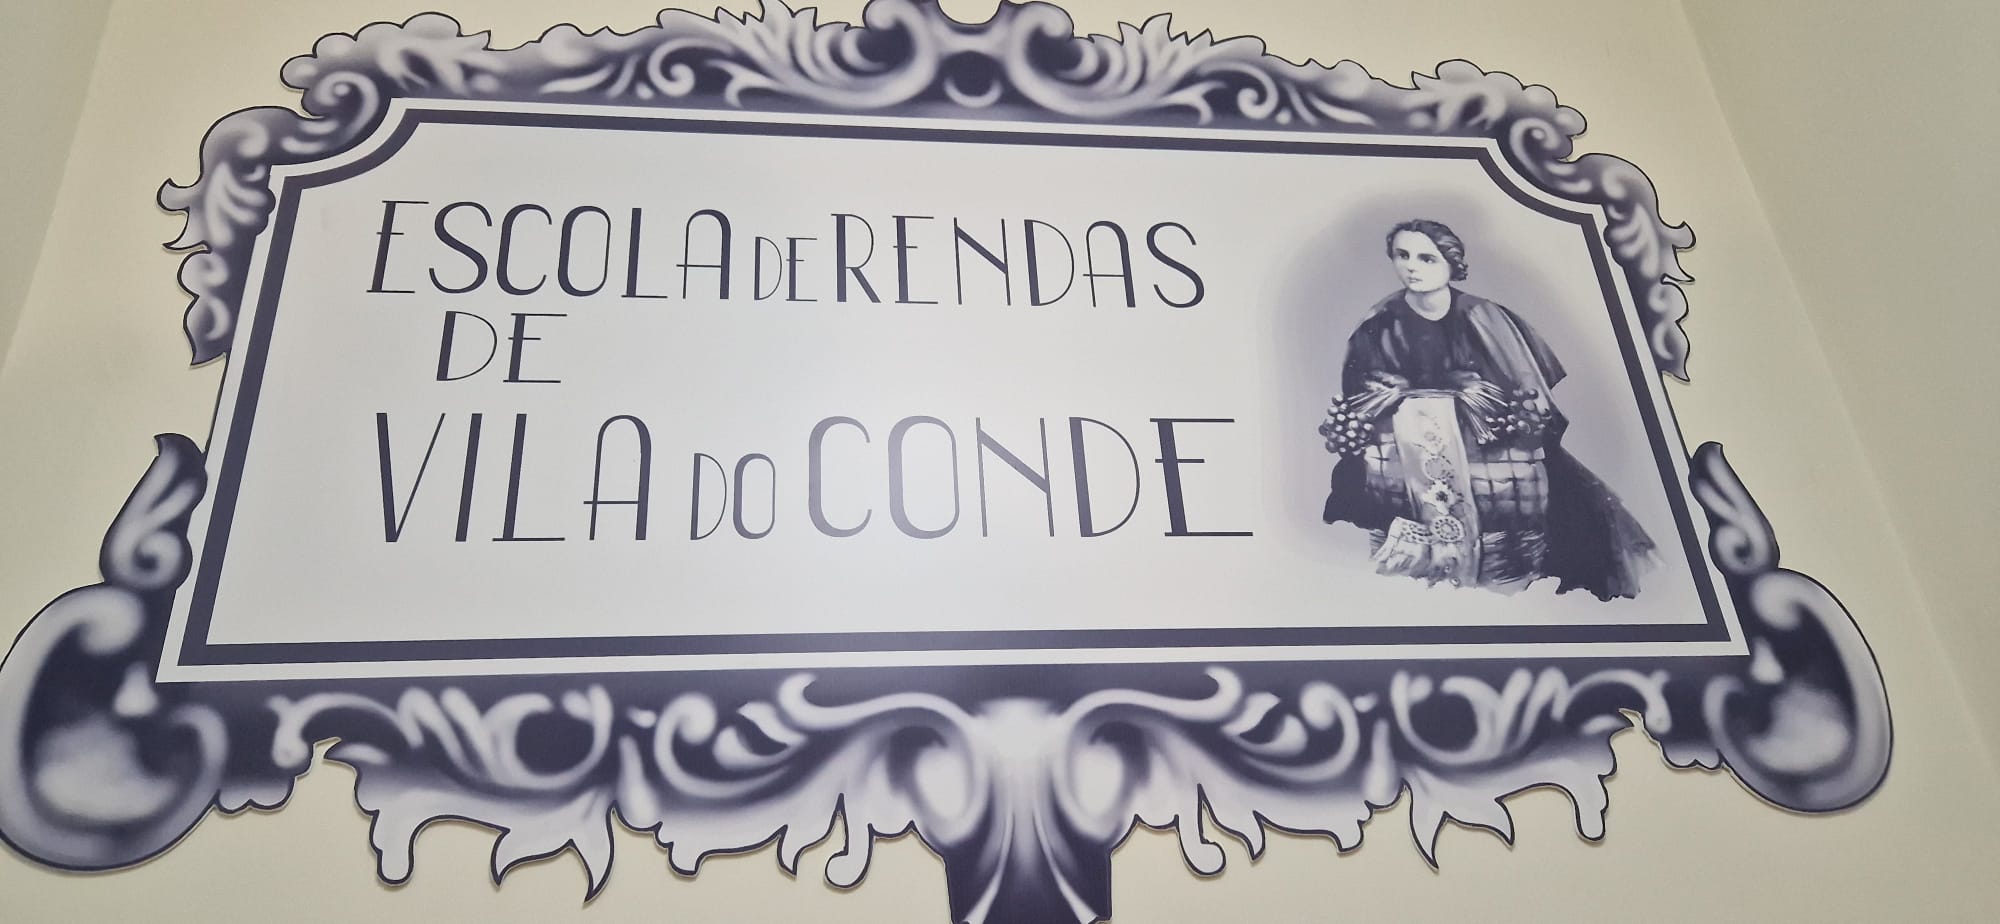 ESCOLA DE RENDAS
DE
VILA DO CONDE